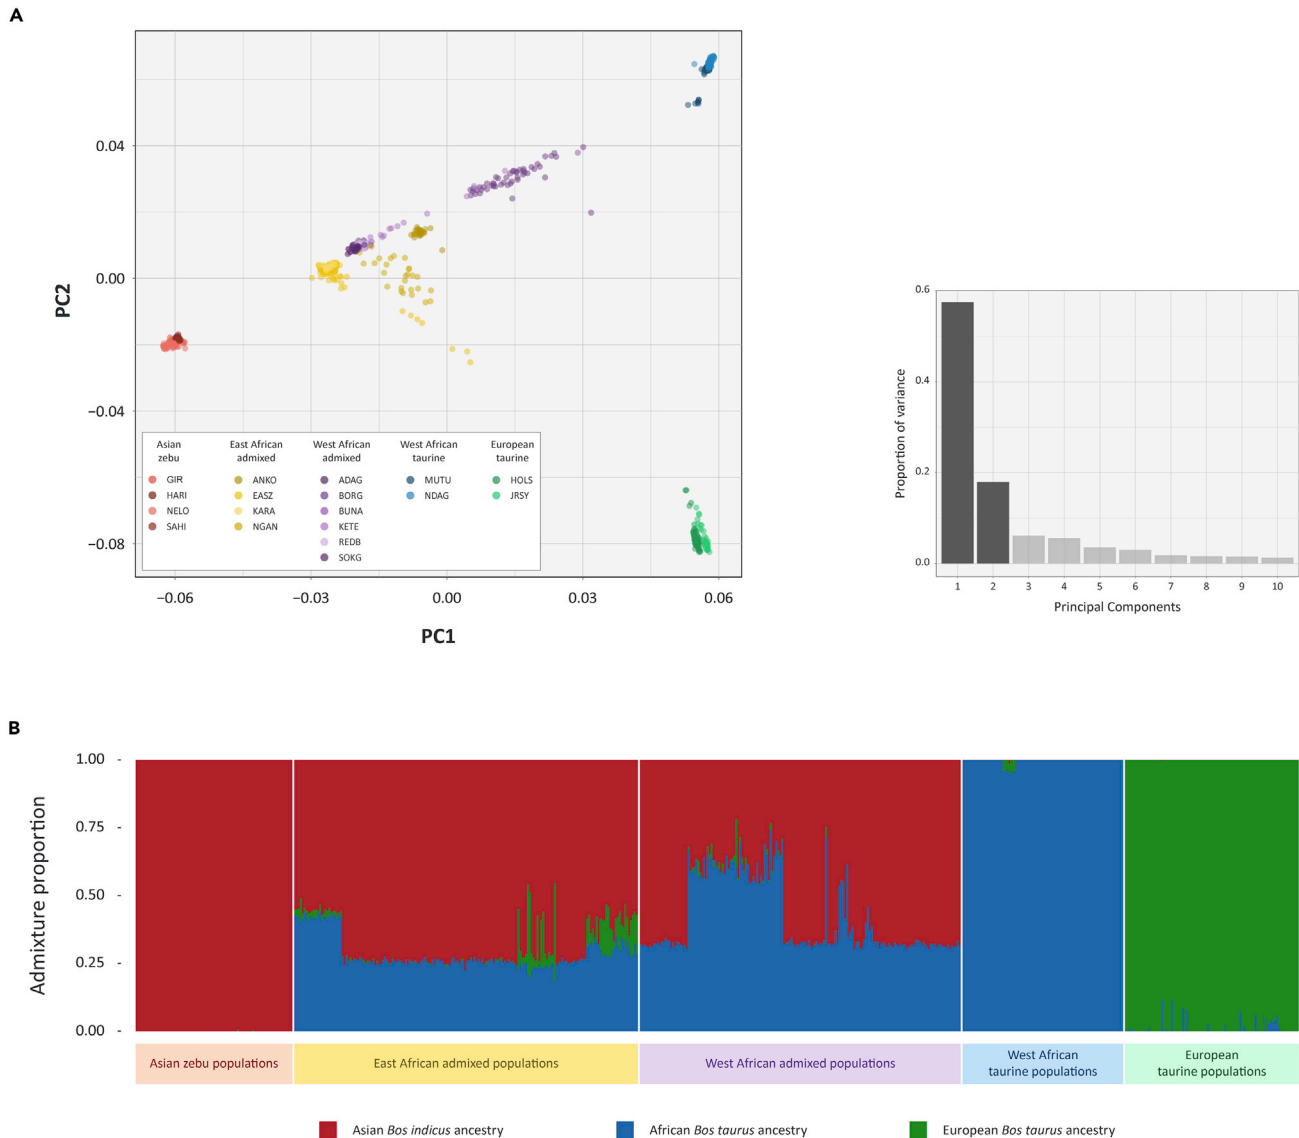 A
PC2
0.04
0.00
−0.04
−0.08
−0.06
−0.03
0.00
0.03
0.06
PC1
Asian zebu
GIR
HARI
NELO
SAHI
East African admixed
ANKO
EASZ
KARA
NGAN
West African admixed
ADAG
BORG
BUNA
KETE
REDB
SOKG
West African taurine
MUTU
NDAG
European taurine
HOLS
JRSY
Proportion of variance
0.6
0.4
0.2
0.0
1 2 3 4 5 6 7 8 9 10
Principal Components
B
Admixture proportion
1.00 -
0.75 -
0.50 -
0.25 -
0.00 -
Asian zebu populations
East African admixed populations
West African admixed populations
West African
taurine populations
European
taurine populations
Asian Bos indicus ancestry
African Bos taurus ancestry
European Bos taurus ancestry